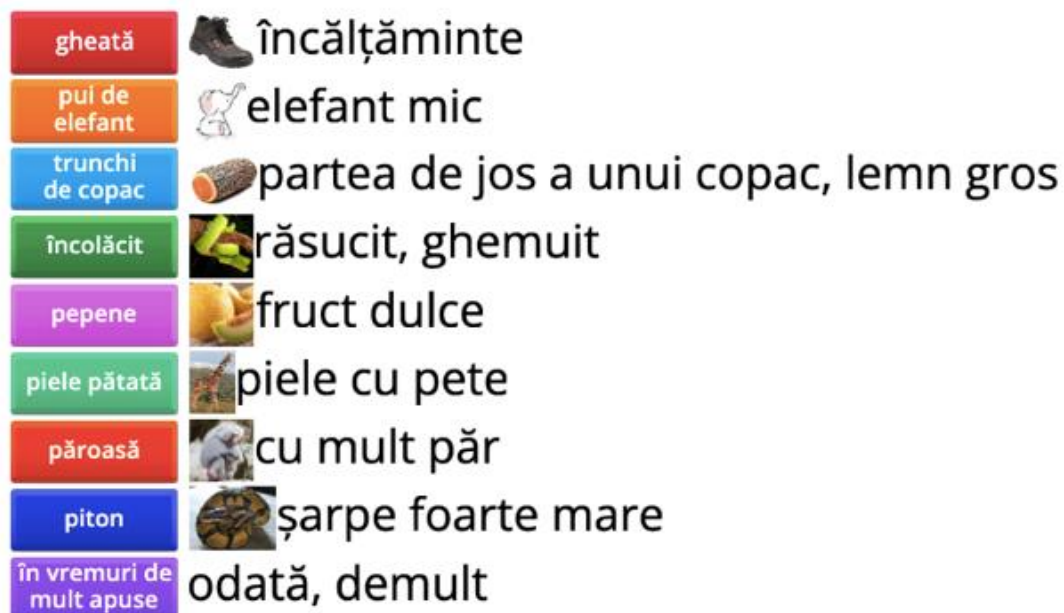 gheată
încălțăminte
pui de
elefant
elefant mic
trunchi
de copac
partea de jos a unui copac, lemn gros
încolăcit
răsucit, ghemuit
pepene
fruct dulce
piele pătată
piele cu pete
păroasă
cu mult păr
piton
șarpe foarte mare
în vremuri de
mult apuse
odată, demult